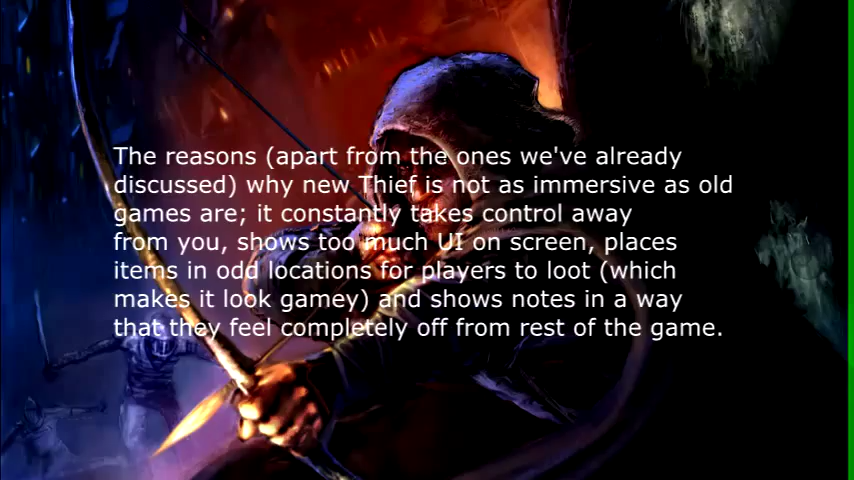 The reasons (apart from the ones we've already
discussed) why new Thief is not as immersive as old
games are; it constantly takes control away
from you, shows too much UI on screen, places
items in odd locations for players to loot (which
makes it look gamey) and shows notes in a way
that they feel completely off from rest of the game.